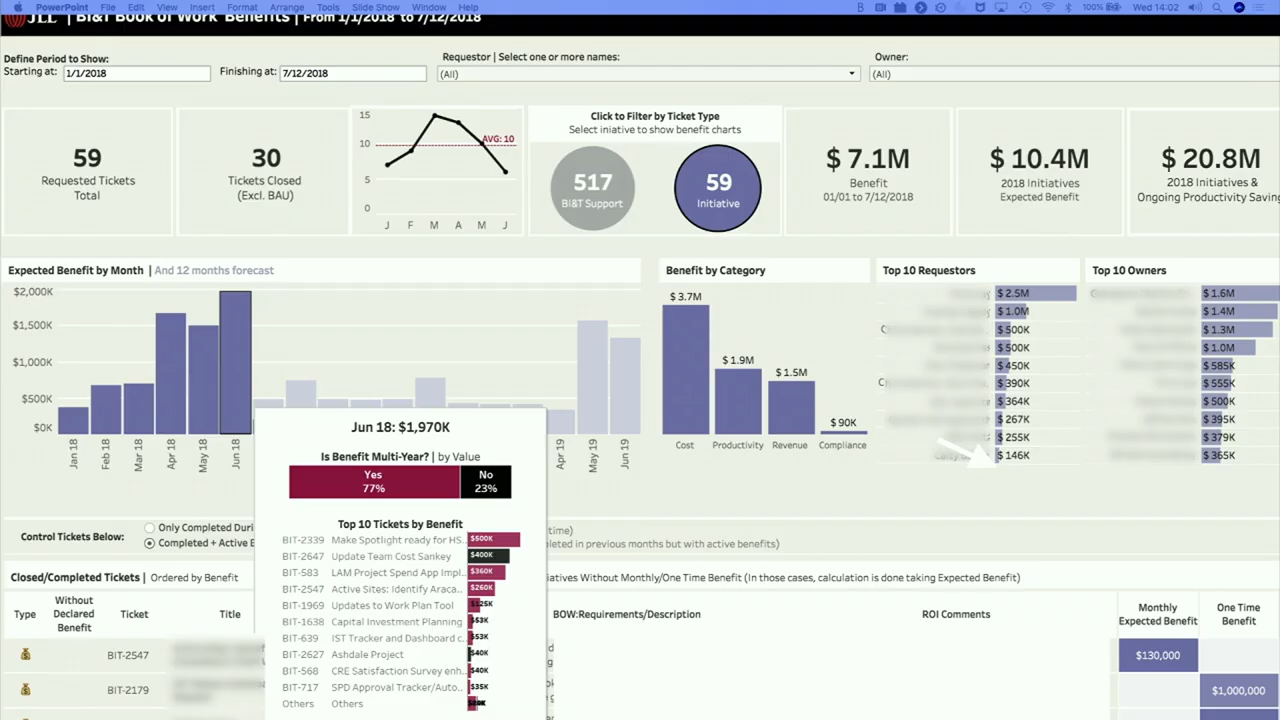 PowerPoint File Edit View Insert Format Arrange Tools Slide Show Window Help 100% Wed 14:02
JLL BI&T Book of Work Benefits | From 1/1/2018 to 7/12/2018
Define Period to Show:
Starting at: 1/1/2018 Finishing at: 7/12/2018
Requestor | Select one or more names:
(All)
Owner:
(All)
59
Requested Tickets
Total
30
Tickets Closed
(Excl. BAU)
15
10
5
0
AVG: 10
J F M A M J
Click to Filter by Ticket Type
Select iniative to show benefit charts
517
BI&T Support
59
Initiative
$ 7.1M
Benefit
01/01 to 7/12/2018
$ 10.4M
2018 Initiatives
Expected Benefit
$ 20.8M
2018 Initiatives &
Ongoing Productivity Saving
Expected Benefit by Month | And 12 months forecast
$2,000K
$1,500K
$1,000K
$500K
$0K
Jan 18 Feb 18 Mar 18 Apr 18 May 18 Jun 18 Apr 19 May 19 Jun 19
Benefit by Category
$ 3.7M
$ 1.9M
$ 1.5M
$ 90K
Cost Productivity Revenue Compliance
Top 10 Requestors
$ 2.5M
$ 1.0M
$ 500K
$ 500K
$ 450K
$ 390K
$ 364K
$ 267K
$ 255K
$ 146K
Top 10 Owners
$ 1.6M
$ 1.4M
$ 1.3M
$ 1.0M
$ 585K
$ 555K
$ 500K
$ 395K
$ 379K
$ 365K
Jun 18: $1,970K
Is Benefit Multi-Year? | by Value
Yes No
77% 23%
Top 10 Tickets by Benefit
BIT-2339 Make Spotlight ready for HS.. $600K
BIT-2647 Update Team Cost Sankey $400K
BIT-583 LAM Project Spend App Impl.. $360K
BIT-2547 Active Sites: Identify Araca.. $260K
BIT-1969 Updates to Work Plan Tool $125K
BIT-1638 Capital Investment Planning $53K
BIT-639 IST Tracker and Dashboard c.. $53K
BIT-2627 Ashdale Project $40K
BIT-568 CRE Satisfaction Survey enh.. $40K
BIT-717 SPD Approval Tracker/Auto.. $35K
Others Others
Control Tickets Below:
Only Completed Duri
time)
Completed + Active B
leted in previous months but with active benefits)
Closed/Completed Tickets | Ordered by Benefit
iatives Without Monthly/One Time Benefit (In those cases, calculation is done taking Expected Benefit)
Type
Without
Declared
Benefit
Ticket
Title
BOW:Requirements/Description
ROI Comments
Monthly
Expected Benefit
One Time
Benefit
BIT-2547 $130,000
BIT-2179 $1,000,000